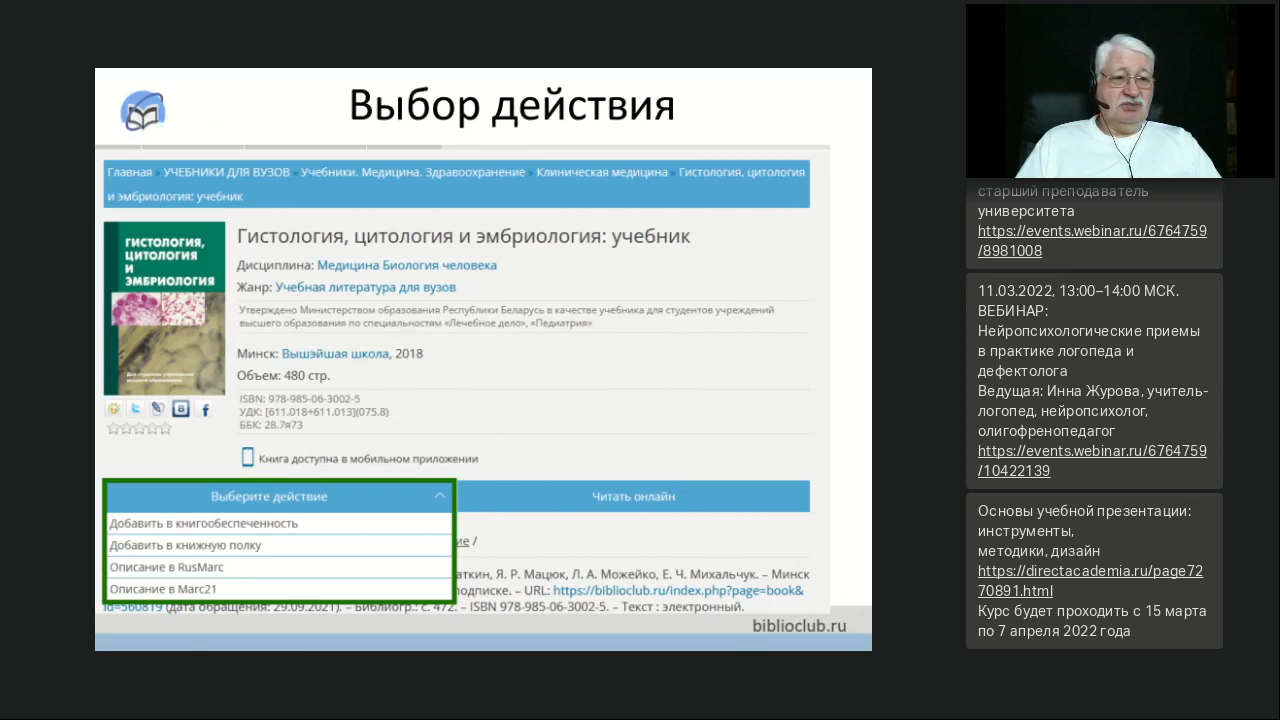 Выбор действия
Главная » УЧЕБНИКИ ДЛЯ ВУЗОВ » Учебники. Медицина. Здравоохранение » Клиническая медицина » Гистология, цитология
и эмбриология: учебник
ГИСТОЛОГИЯ,
ЦИТОЛОГИЯ
И
ЭМБРИОЛОГИЯ
Гистология, цитология и эмбриология: учебник
Дисциплина: Медицина Биология человека
Жанр: Учебная литература для вузов
Утверждено Министерством образования Республики Беларусь в качестве учебника для студентов учреждений
высшего образования по специальностям «Лечебное дело», «Педиатрия»
Минск: Вышэйшая школа, 2018
Объем: 480 стр.
ISBN: 978-985-06-3002-5
УДК: [611.018+611.013](075.8)
ББК: 28.7я73
Книга доступна в мобильном приложении
Выберите действие
Читать онлайн
Добавить в книгообеспеченность
Добавить в книжную полку
Описание в RusMarc
Описание в Marc21
ие /
аткин, Я. Р. Мацюк, Л. А. Можейко, Е. Ч. Михальчук. – Минск
подписке. – URL: https://biblioclub.ru/index.php?page=book&
id=560819 (дата обращения: 29.09.2021). – Библиогр.: с. 472. – ISBN 978-985-06-3002-5. – Текст : электронный.
biblioclub.ru
старший преподаватель
университета
https://events.webinar.ru/6764759
/8981008
11.03.2022, 13:00–14:00 МСК.
ВЕБИНАР:
Нейропсихологические приемы
в практике логопеда и
дефектолога
Ведущая: Инна Журова, учитель-
логопед, нейропсихолог,
олигофренопедагог
https://events.webinar.ru/6764759
/10422139
Основы учебной презентации:
инструменты,
методики, дизайн
https://directacademia.ru/page72
70891.html
Курс будет проходить с 15 марта
по 7 апреля 2022 года